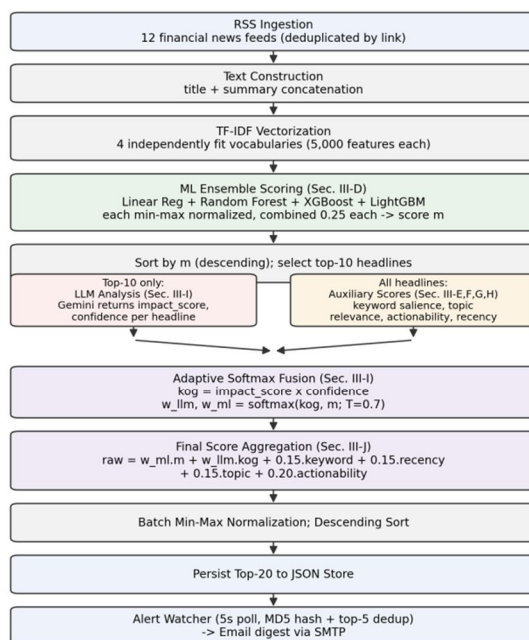 RSS Ingestion
12 financial news feeds (deduplicated by link)
Text Construction
title + summary concatenation
TF-IDF Vectorization
4 independently fit vocabularies (5,000 features each)
ML Ensemble Scoring (Sec. III-D)
Linear Reg + Random Forest + XGBoost + LightGBM
each min-max normalized, combined 0.25 each -> score m
Sort by m (descending); select top-10 headlines
Top-10 only:
LLM Analysis (Sec. III-I)
Gemini returns impact_score,
confidence per headline
All headlines:
Auxiliary Scores (Sec. III-E,F,G,H)
keyword salience, topic
relevance, actionability, recency
Adaptive Softmax Fusion (Sec. III-I)
kog = impact_score x confidence
w_llm, w_ml = softmax(kog, m; T=0.7)
Final Score Aggregation (Sec. III-J)
raw = w_ml.m + w_llm.kog + 0.15.keyword + 0.15.recency
+ 0.15.topic + 0.20.actionability
Batch Min-Max Normalization; Descending Sort
Persist Top-20 to JSON Store
Alert Watcher (5s poll, MD5 hash + top-5 dedup)
-> Email digest via SMTP